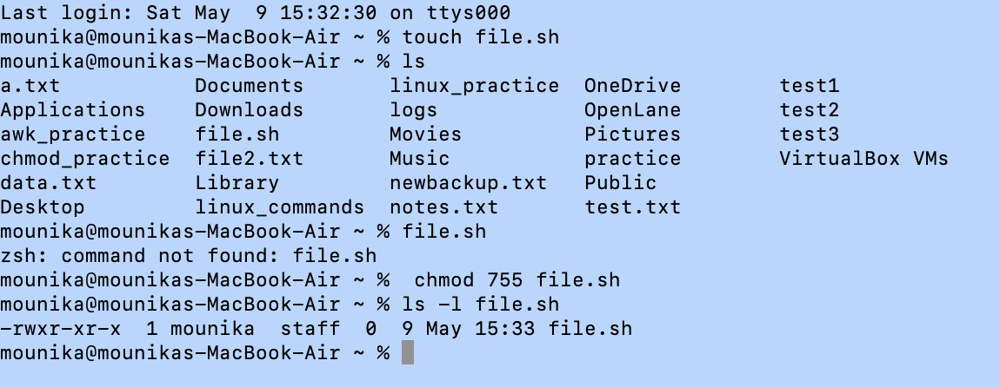 Last login: Sat May  9 15:32:30 on ttys000
mounika@mounikas-MacBook-Air ~ % touch file.sh
mounika@mounikas-MacBook-Air ~ % ls
a.txt           Documents       linux_practice  OneDrive        test1
Applications    Downloads       logs            OpenLane        test2
awk_practice    file.sh         Movies          Pictures        test3
chmod_practice  file2.txt       Music           practice        VirtualBox VMs
data.txt        Library         newbackup.txt   Public
Desktop         linux_commands  notes.txt       test.txt
mounika@mounikas-MacBook-Air ~ % file.sh
zsh: command not found: file.sh
mounika@mounikas-MacBook-Air ~ %  chmod 755 file.sh
mounika@mounikas-MacBook-Air ~ % ls -l file.sh
-rwxr-xr-x  1 mounika  staff  0  9 May 15:33 file.sh
mounika@mounikas-MacBook-Air ~ %